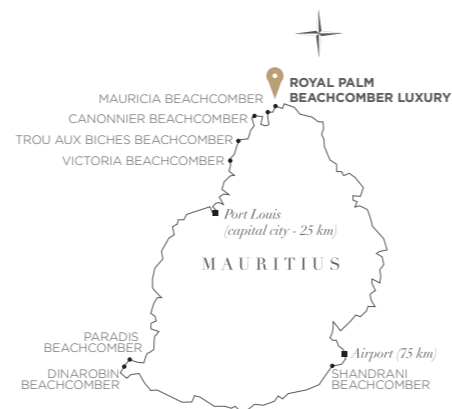 ROYAL PALM
BEACHCOMBER LUXURY
MAURICIA BEACHCOMBER
CANONNIER BEACHCOMBER
TROU AUX BICHES BEACHCOMBER
VICTORIA BEACHCOMBER
Port Louis
(capital city - 25 km)
MAURITIUS
PARADIS
BEACHCOMBER
DINAROBIN
BEACHCOMBER
Airport (75 km)
SHANDRANI
BEACHCOMBER